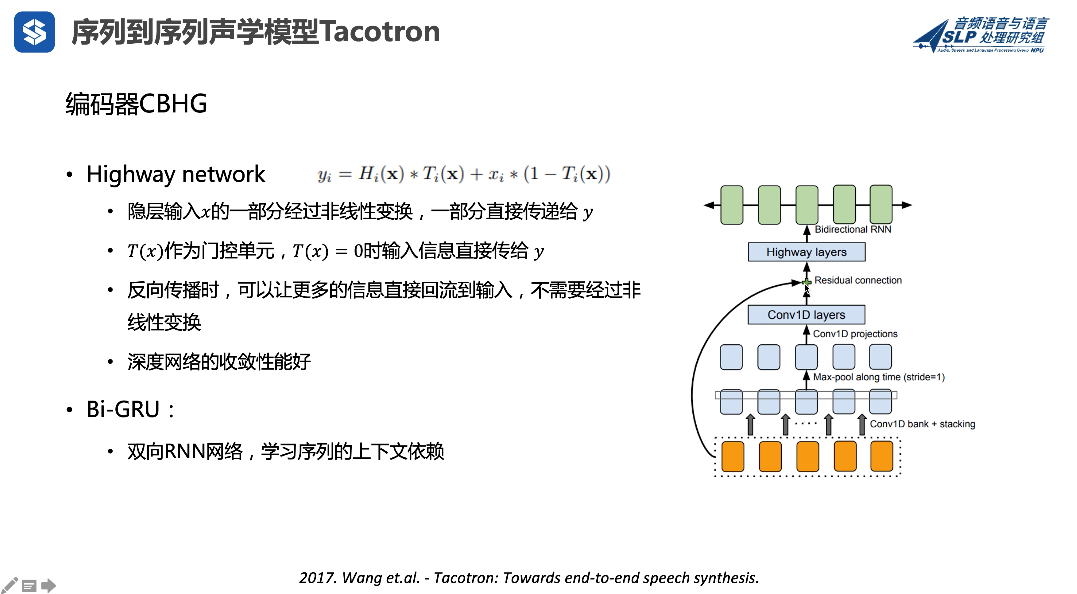 序列到序列声学模型Tacotron
音频语音与语言
SLP 处理研究组
Audio, Speech and Language Processing Group NPU
编码器CBHG
• Highway network
y_i = H_i(x) * T_i(x) + x_i * (1 − T_i(x))
• 隐层输入x的一部分经过非线性变换，一部分直接传递给 y
• T(x)作为门控单元，T(x) = 0时输入信息直接传给 y
• 反向传播时，可以让更多的信息直接回流到输入，不需要经过非
线性变换
• 深度网络的收敛性能好
• Bi-GRU：
• 双向RNN网络，学习序列的上下文依赖
Bidirectional RNN
Highway layers
Residual connection
Conv1D layers
Conv1D projections
Max-pool along time (stride=1)
Conv1D bank + stacking
2017. Wang et.al. - Tacotron: Towards end-to-end speech synthesis.